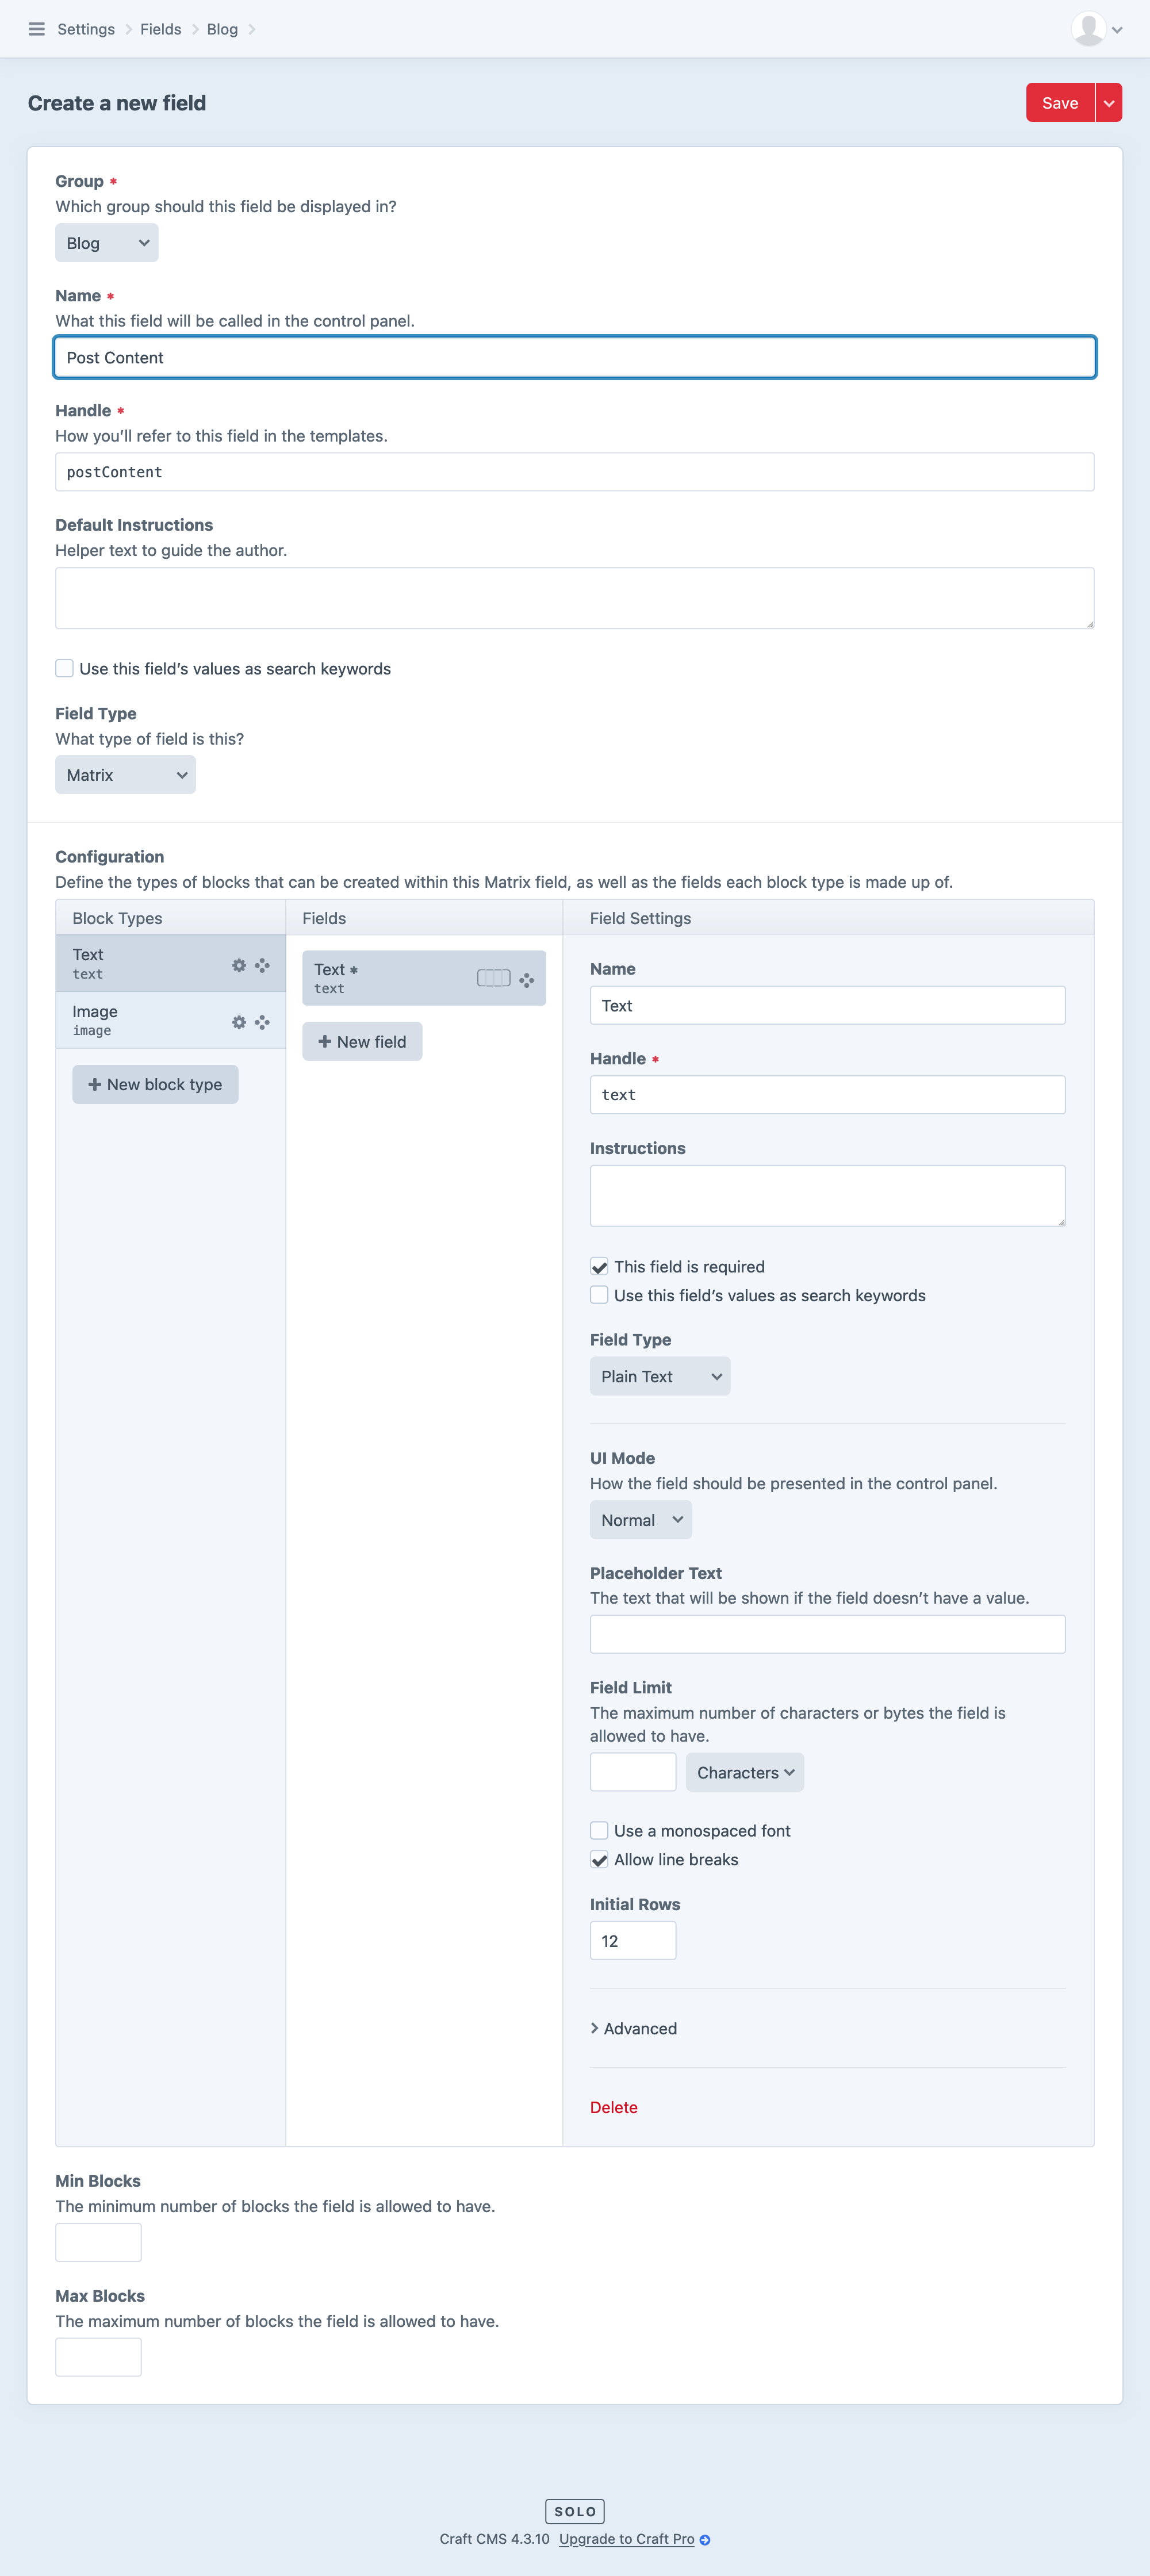 Settings
Fields
Blog
Create a new field
Save
Group *
Which group should this field be displayed in?
Blog
Name *
What this field will be called in the control panel.
Post Content
Handle *
How you’ll refer to this field in the templates.
postContent
Default Instructions
Helper text to guide the author.
Use this field’s values as search keywords
Field Type
What type of field is this?
Matrix
Configuration
Define the types of blocks that can be created within this Matrix field, as well as the fields each block type is made up of.
Block Types
Text
text
Image
image
New block type
Fields
Text *
text
New field
Field Settings
Name
Text
Handle *
text
Instructions
This field is required
Use this field’s values as search keywords
Field Type
Plain Text
UI Mode
How the field should be presented in the control panel.
Normal
Placeholder Text
The text that will be shown if the field doesn’t have a value.
Field Limit
The maximum number of characters or bytes the field is
allowed to have.
Characters
Use a monospaced font
Allow line breaks
Initial Rows
12
Advanced
Delete
Min Blocks
The minimum number of blocks the field is allowed to have.
Max Blocks
The maximum number of blocks the field is allowed to have.
SOLO
Craft CMS 4.3.10 Upgrade to Craft Pro